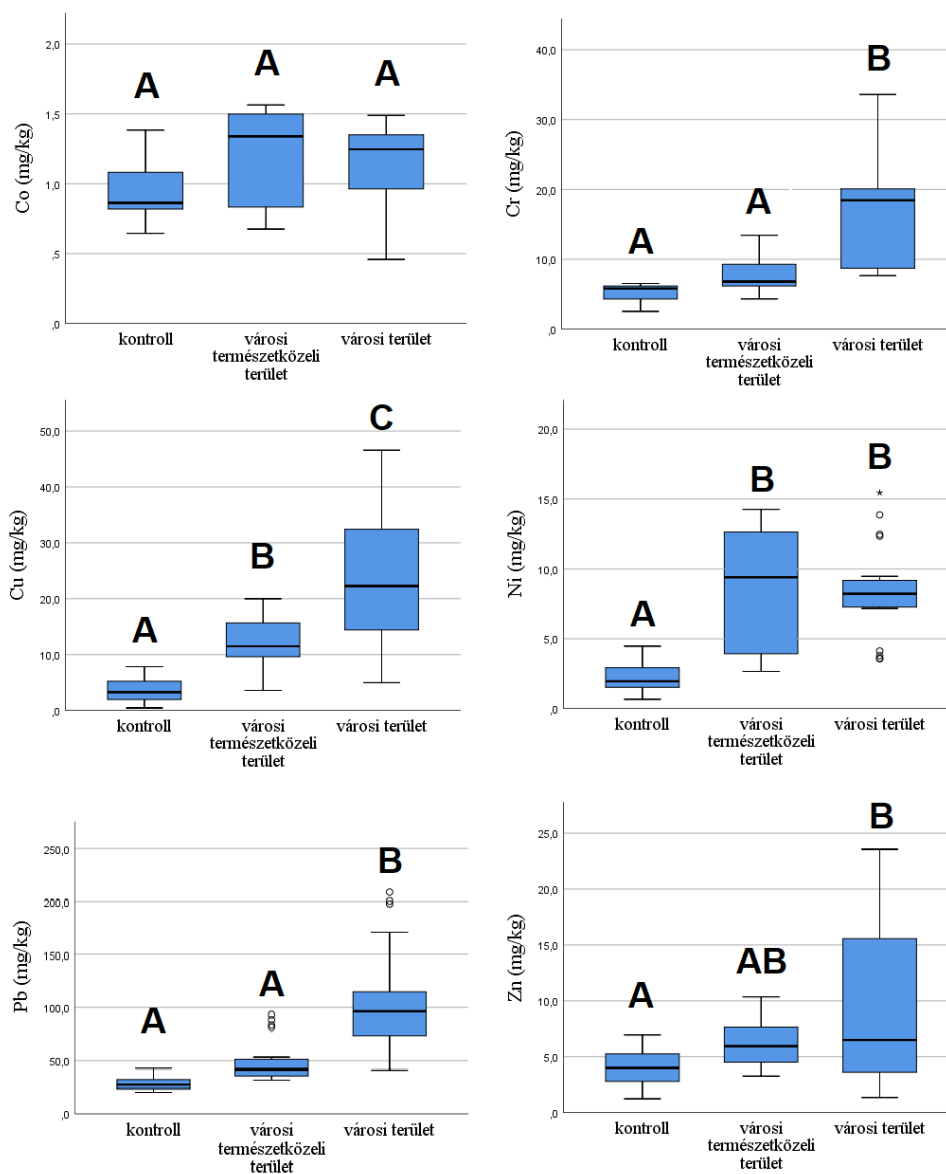 2,0
1,5
1,0
,5
,0
Co (mg/kg)
A
A
A
kontroll
városi
természetközeli
terület
városi terület
40,0
30,0
20,0
10,0
,0
Cr (mg/kg)
A
A
B
kontroll
városi
természetközeli
terület
városi terület
50,0
40,0
30,0
20,0
10,0
,0
Cu (mg/kg)
A
B
C
kontroll
városi
természetközeli
terület
városi terület
20,0
15,0
10,0
5,0
,0
Ni (mg/kg)
A
B
B
kontroll
városi
természetközeli
terület
városi terület
250,0
200,0
150,0
100,0
50,0
,0
Pb (mg/kg)
A
A
B
kontroll
városi
természetközeli
terület
városi terület
25,0
20,0
15,0
10,0
5,0
,0
Zn (mg/kg)
A
AB
B
kontroll
városi
természetközeli
terület
városi terület